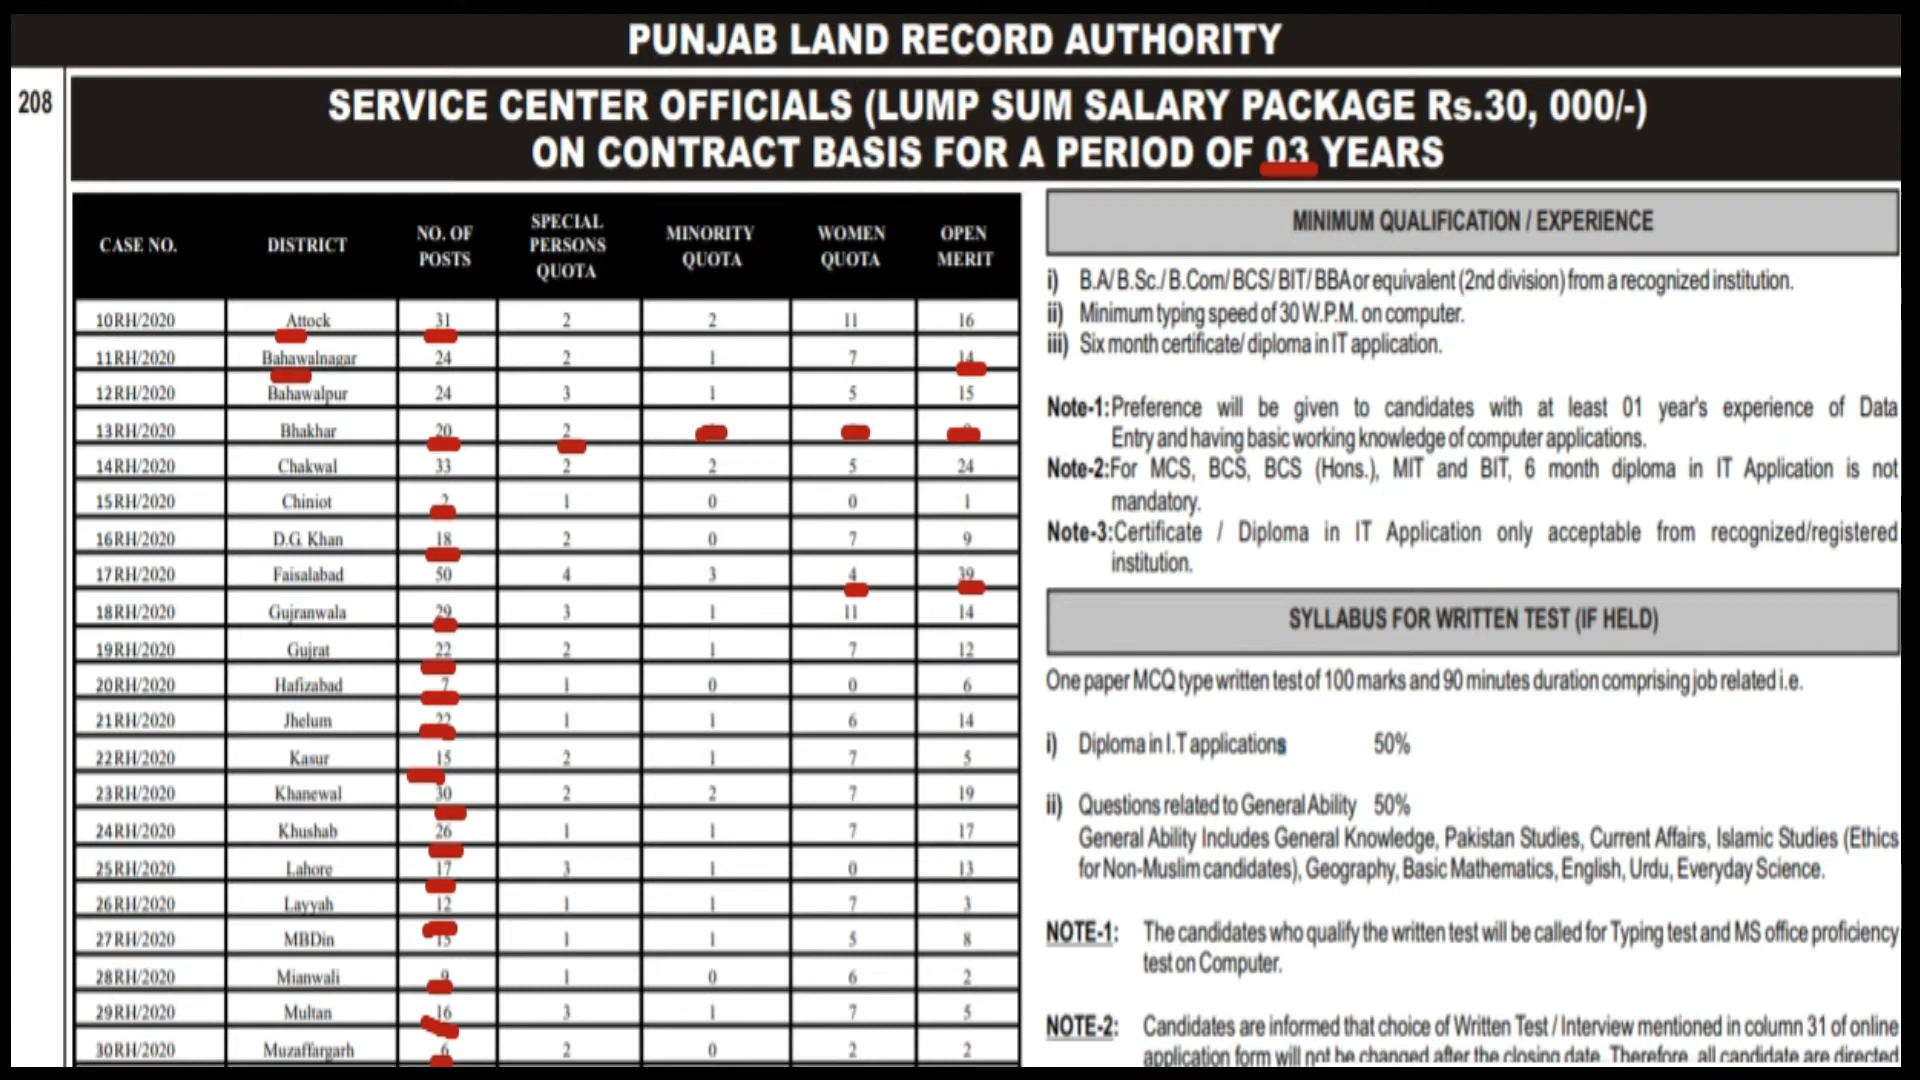 PUNJAB LAND RECORD AUTHORITY
208
SERVICE CENTER OFFICIALS (LUMP SUM SALARY PACKAGE Rs.30, 000/-)
ON CONTRACT BASIS FOR A PERIOD OF 03 YEARS
CASE NO. DISTRICT NO. OF POSTS SPECIAL PERSONS QUOTA MINORITY QUOTA WOMEN QUOTA OPEN MERIT
10RH/2020 Attock 31 2 2 11 16
11RH/2020 Bahawalnagar 24 2 1 7 14
12RH/2020 Bahawalpur 24 3 1 5 15
13RH/2020 Bhakhar 20 2
14RH/2020 Chakwal 33 2 2 5 24
15RH/2020 Chiniot 2 1 0 0 1
16RH/2020 D.G. Khan 18 2 0 7 9
17RH/2020 Faisalabad 50 4 3 4 39
18RH/2020 Gujranwala 29 3 1 11 14
19RH/2020 Gujrat 22 2 1 7 12
20RH/2020 Hafizabad 7 1 0 0 6
21RH/2020 Jhelum 22 1 1 6 14
22RH/2020 Kasur 15 2 1 7 5
23RH/2020 Khanewal 30 2 2 7 19
24RH/2020 Khushab 26 1 1 7 17
25RH/2020 Lahore 17 3 1 0 13
26RH/2020 Layyah 12 1 1 7 3
27RH/2020 MBDin 15 1 1 5 8
28RH/2020 Mianwali 9 1 0 6 2
29RH/2020 Multan 16 3 1 7 5
30RH/2020 Muzaffargarh 6 2 0 2 2
MINIMUM QUALIFICATION / EXPERIENCE
i) B.A/ B.Sc./ B.Com/ BCS/ BIT/ BBA or equivalent (2nd division) from a recognized institution.
ii) Minimum typing speed of 30 W.P.M. on computer.
iii) Six month certificate/ diploma in IT application.
Note-1: Preference will be given to candidates with at least 01 year's experience of Data
Entry and having basic working knowledge of computer applications.
Note-2: For MCS, BCS, BCS (Hons.), MIT and BIT, 6 month diploma in IT Application is not
mandatory.
Note-3: Certificate / Diploma in IT Application only acceptable from recognized/registered
institution.
SYLLABUS FOR WRITTEN TEST (IF HELD)
One paper MCQ type written test of 100 marks and 90 minutes duration comprising job related i.e.
i) Diploma in I.T applications 50%
ii) Questions related to General Ability 50%
General Ability Includes General Knowledge, Pakistan Studies, Current Affairs, Islamic Studies (Ethics
for Non-Muslim candidates), Geography, Basic Mathematics, English, Urdu, Everyday Science.
NOTE-1: The candidates who qualify the written test will be called for Typing test and MS office proficiency
test on Computer.
NOTE-2: Candidates are informed that choice of Written Test / Interview mentioned in column 31 of online
application form will not be changed after the closing date. Therefore, all candidate are directed